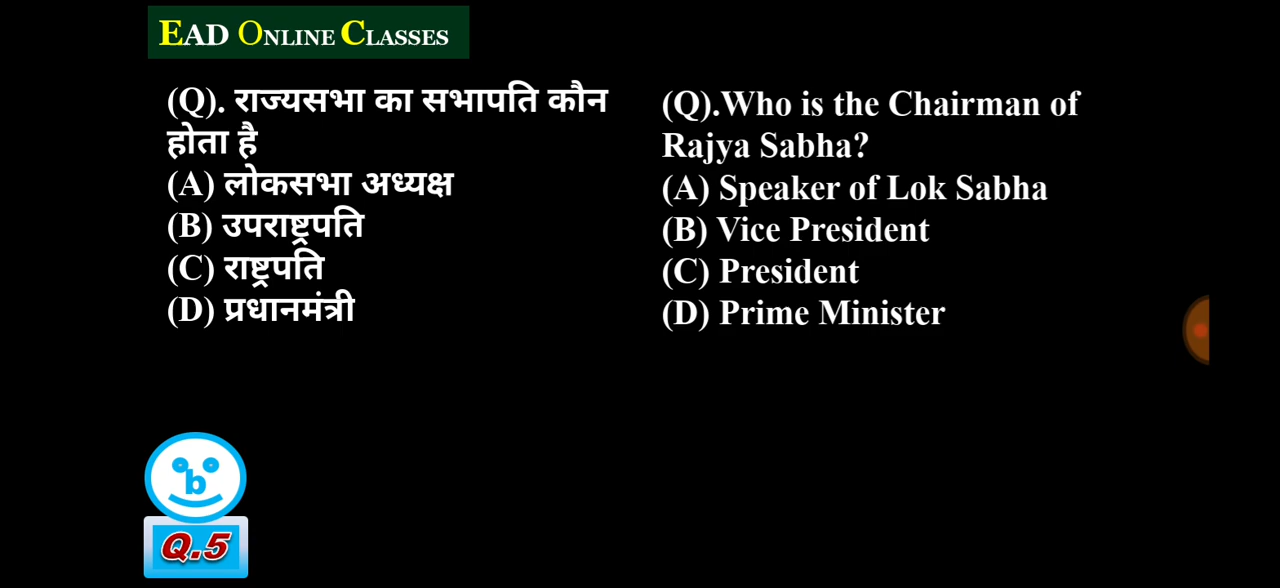 EAD ONLINE CLASSES
(Q). राज्यसभा का सभापति कौन
होता है
(A) लोकसभा अध्यक्ष
(B) उपराष्ट्रपति
(C) राष्ट्रपति
(D) प्रधानमंत्री
(Q).Who is the Chairman of
Rajya Sabha?
(A) Speaker of Lok Sabha
(B) Vice President
(C) President
(D) Prime Minister
b
Q.5